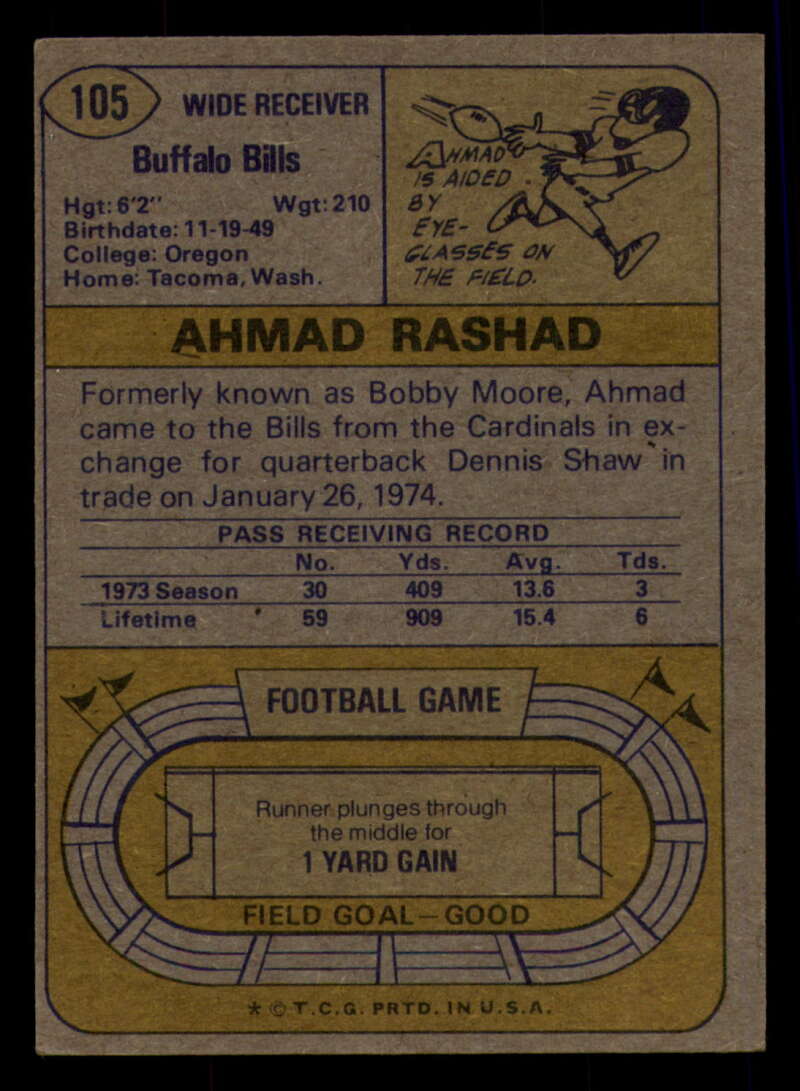 105
WIDE RECEIVER
Buffalo Bills
Hgt: 6'2" Wgt: 210
Birthdate: 11-19-49
College: Oregon
Home: Tacoma, Wash.
AHMAD
IS AIDED
BY
EYE-
GLASSES ON
THE FIELD.
AHMAD RASHAD
Formerly known as Bobby Moore, Ahmad
came to the Bills from the Cardinals in ex-
change for quarterback Dennis Shaw in
trade on January 26, 1974.
PASS RECEIVING RECORD
No. Yds. Avg. Tds.
1973 Season 30 409 13.6 3
Lifetime 59 909 15.4 6
FOOTBALL GAME
Runner plunges through
the middle for
1 YARD GAIN
FIELD GOAL—GOOD
* © T.C.G. PRTD. IN U.S.A.